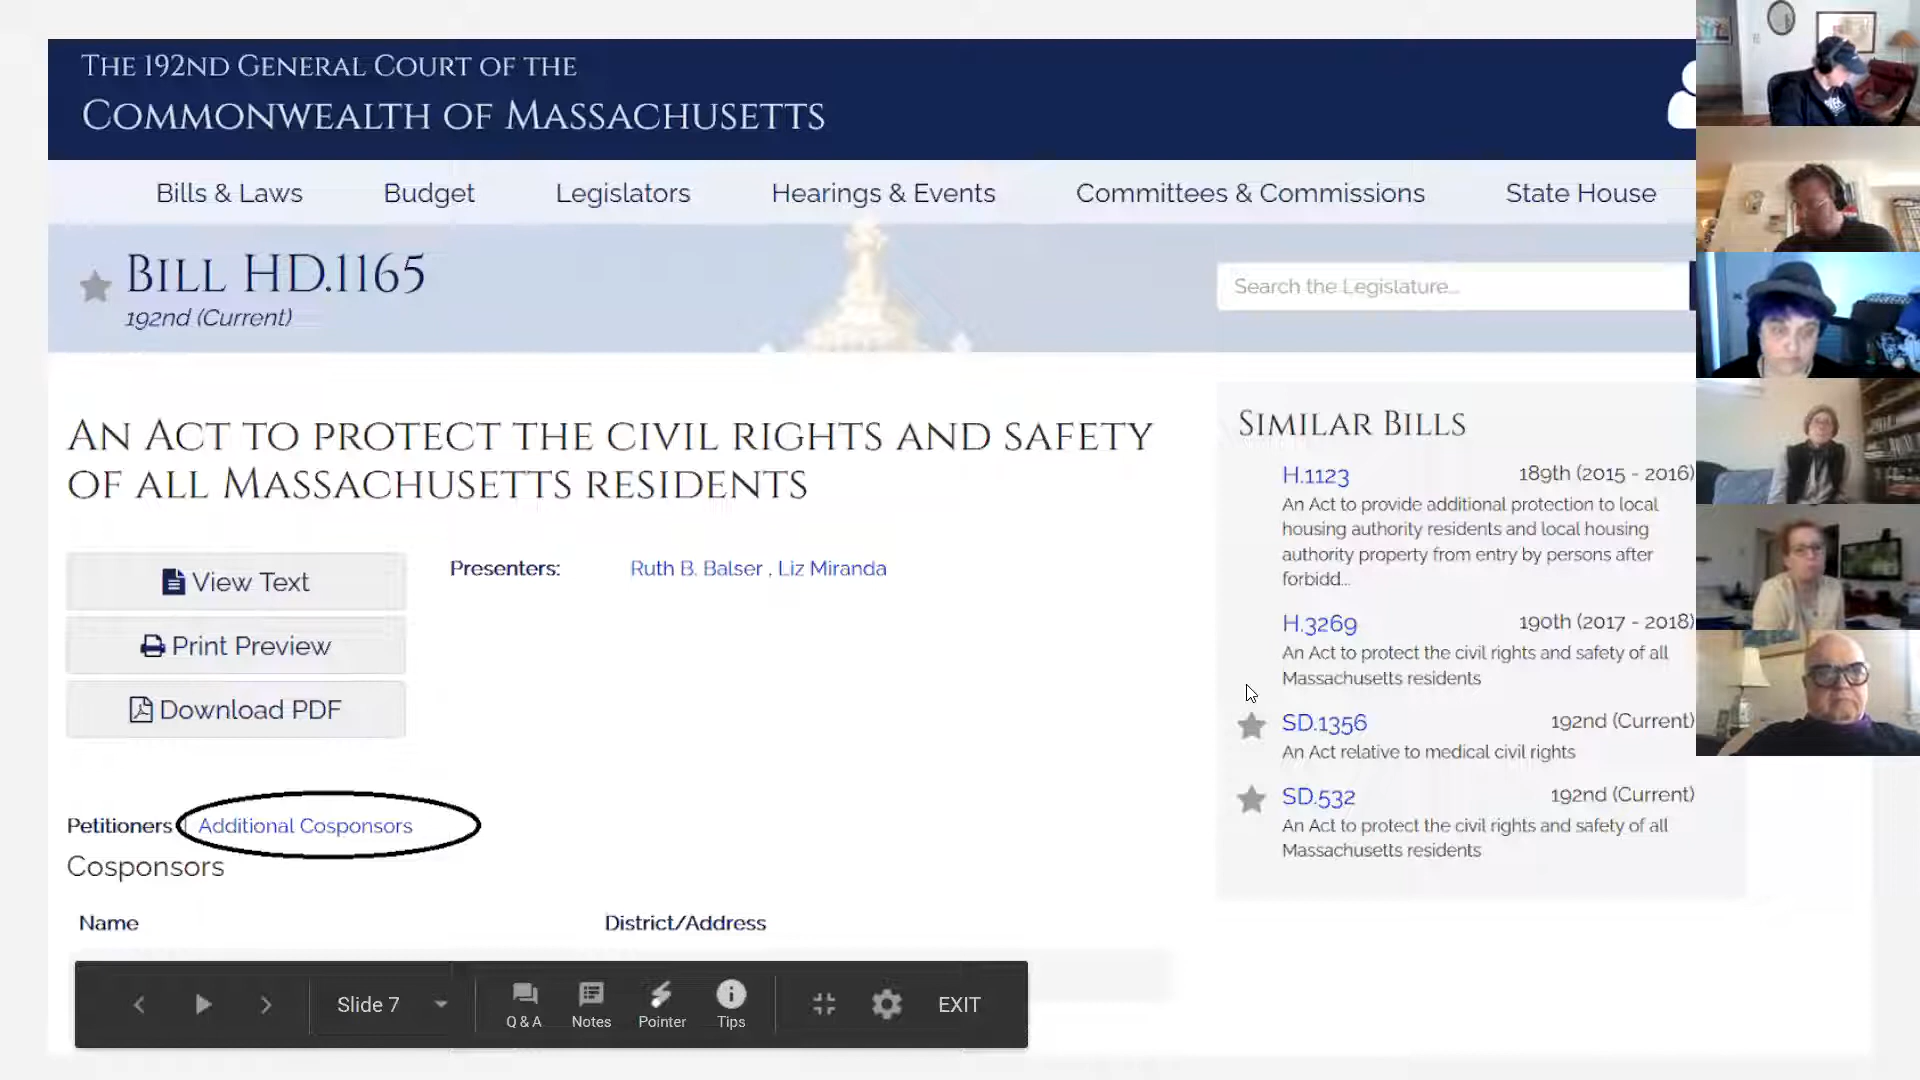 THE 192ND GENERAL COURT OF THE
COMMONWEALTH OF MASSACHUSETTS
Bills & Laws
Budget
Legislators
Hearings & Events
Committees & Commissions
State House
BILL HD.1165
192nd (Current)
Search the Legislature...
AN ACT TO PROTECT THE CIVIL RIGHTS AND SAFETY
OF ALL MASSACHUSETTS RESIDENTS
View Text
Print Preview
Download PDF
Presenters:
Ruth B. Balser , Liz Miranda
Petitioners
Additional Cosponsors
Cosponsors
Name
District/Address
SIMILAR BILLS
H.1123
189th (2015 - 2016)
An Act to provide additional protection to local
housing authority residents and local housing
authority property from entry by persons after
forbidd...
H.3269
190th (2017 - 2018)
An Act to protect the civil rights and safety of all
Massachusetts residents
SD.1356
192nd (Current)
An Act relative to medical civil rights
SD.532
192nd (Current)
An Act to protect the civil rights and safety of all
Massachusetts residents
Slide 7
Q & A
Notes
Pointer
Tips
EXIT